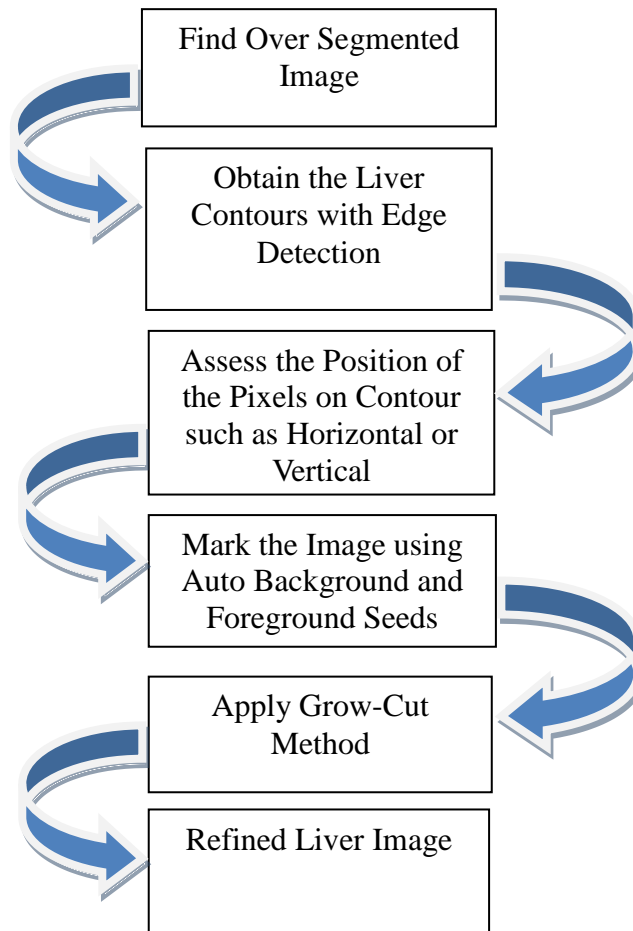 Find Over Segmented
Image
Obtain the Liver
Contours with Edge
Detection
Assess the Position of
the Pixels on Contour
such as Horizontal or
Vertical
Mark the Image using
Auto Background and
Foreground Seeds
Apply Grow-Cut
Method
Refined Liver Image